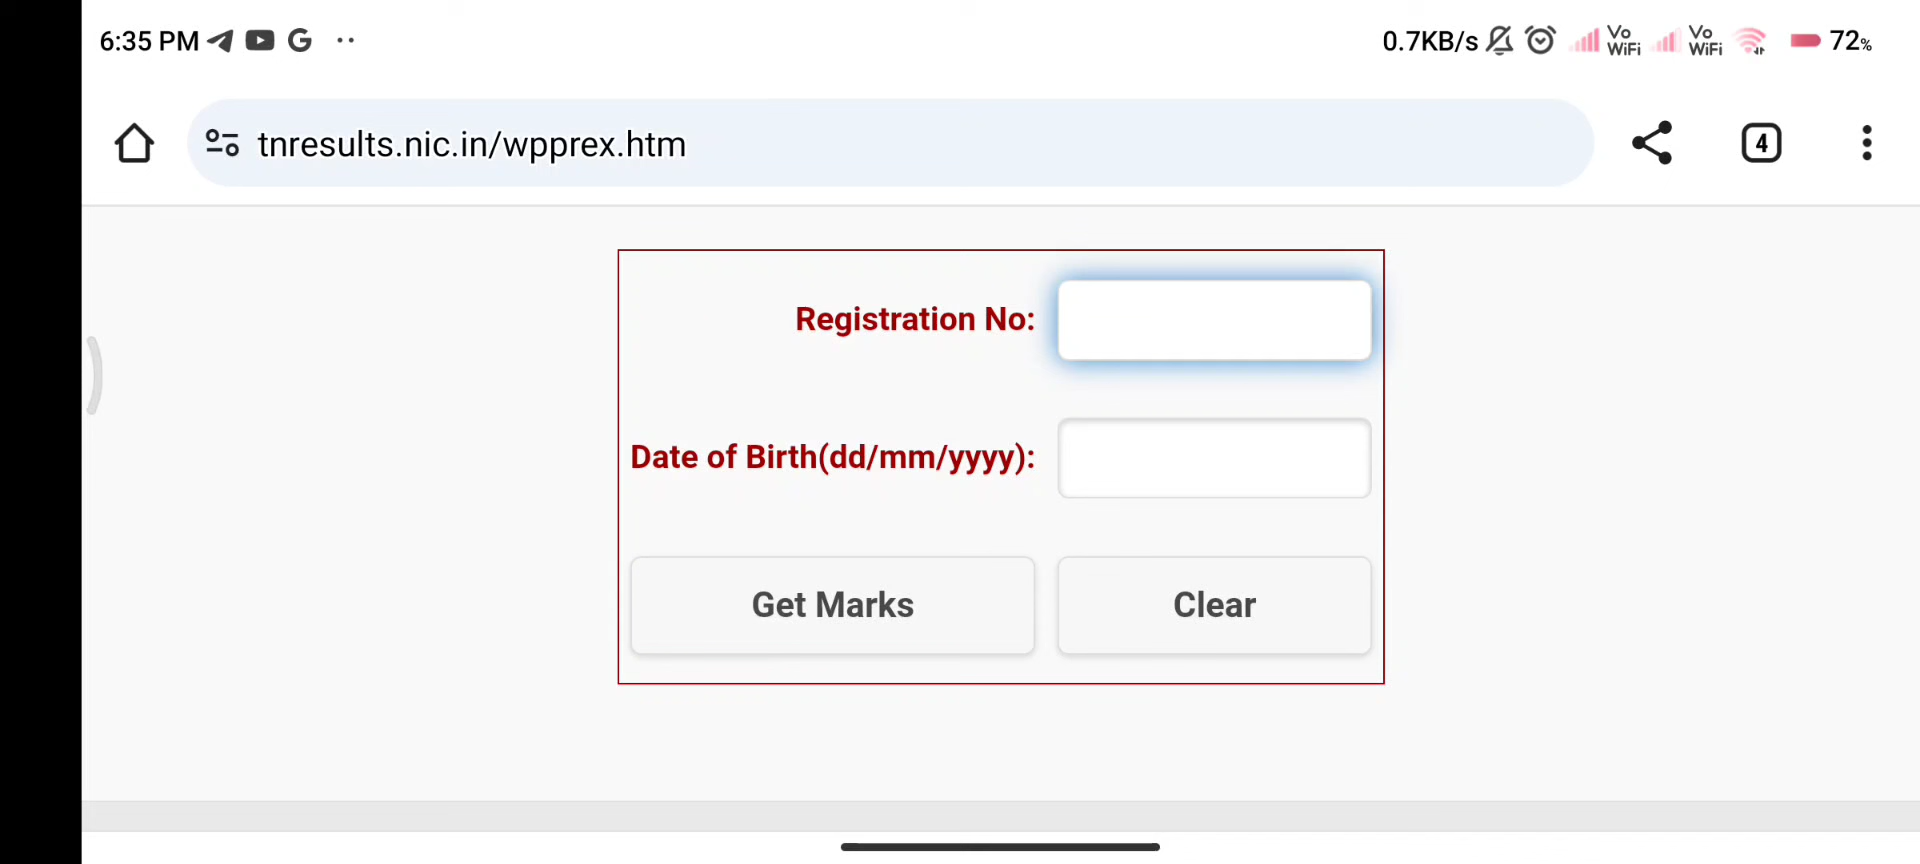 6:35 PM
0.7KB/s Vo WiFi Vo WiFi 72%
tnresults.nic.in/wpprex.htm
4
Registration No:
Date of Birth(dd/mm/yyyy):
Get Marks Clear